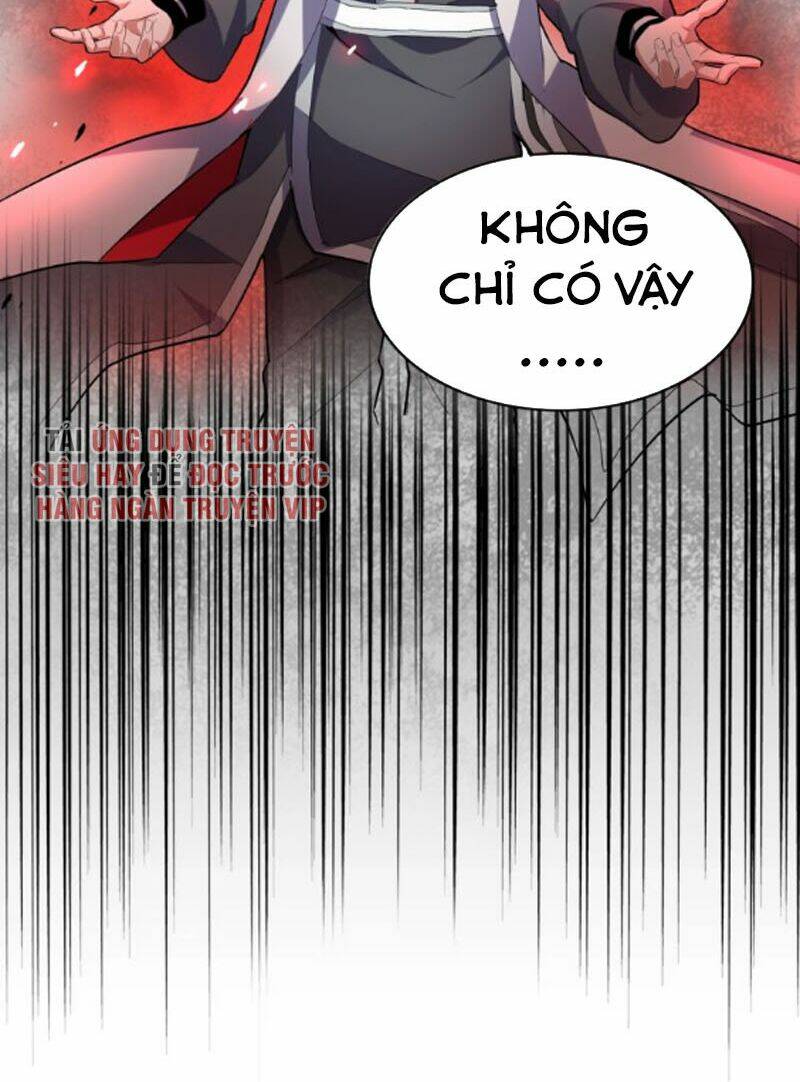 KHÔNG
CHỈ CÓ VẬY
.....
TẢI ỨNG DỤNG TRUYỆN
SIÊU HAY ĐỂ ĐỌC TRƯỚC
HÀNG NGÀN TRUYỆN VIP